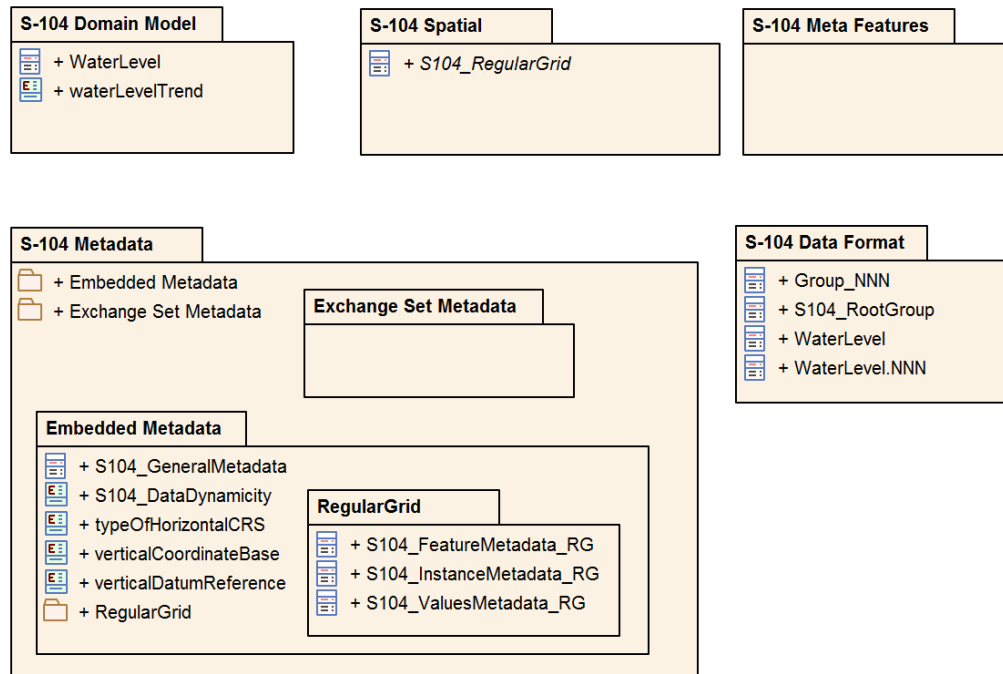 S-104 Domain Model
+ WaterLevel
+ waterLevelTrend
S-104 Spatial
+ S104_RegularGrid
S-104 Meta Features
S-104 Metadata
+ Embedded Metadata
+ Exchange Set Metadata
Exchange Set Metadata
Embedded Metadata
+ S104_GeneralMetadata
+ S104_DataDynamicity
+ typeOfHorizontalCRS
+ verticalCoordinateBase
+ verticalDatumReference
+ RegularGrid
RegularGrid
+ S104_FeatureMetadata_RG
+ S104_InstanceMetadata_RG
+ S104_ValuesMetadata_RG
S-104 Data Format
+ Group_NNN
+ S104_RootGroup
+ WaterLevel
+ WaterLevel.NNN